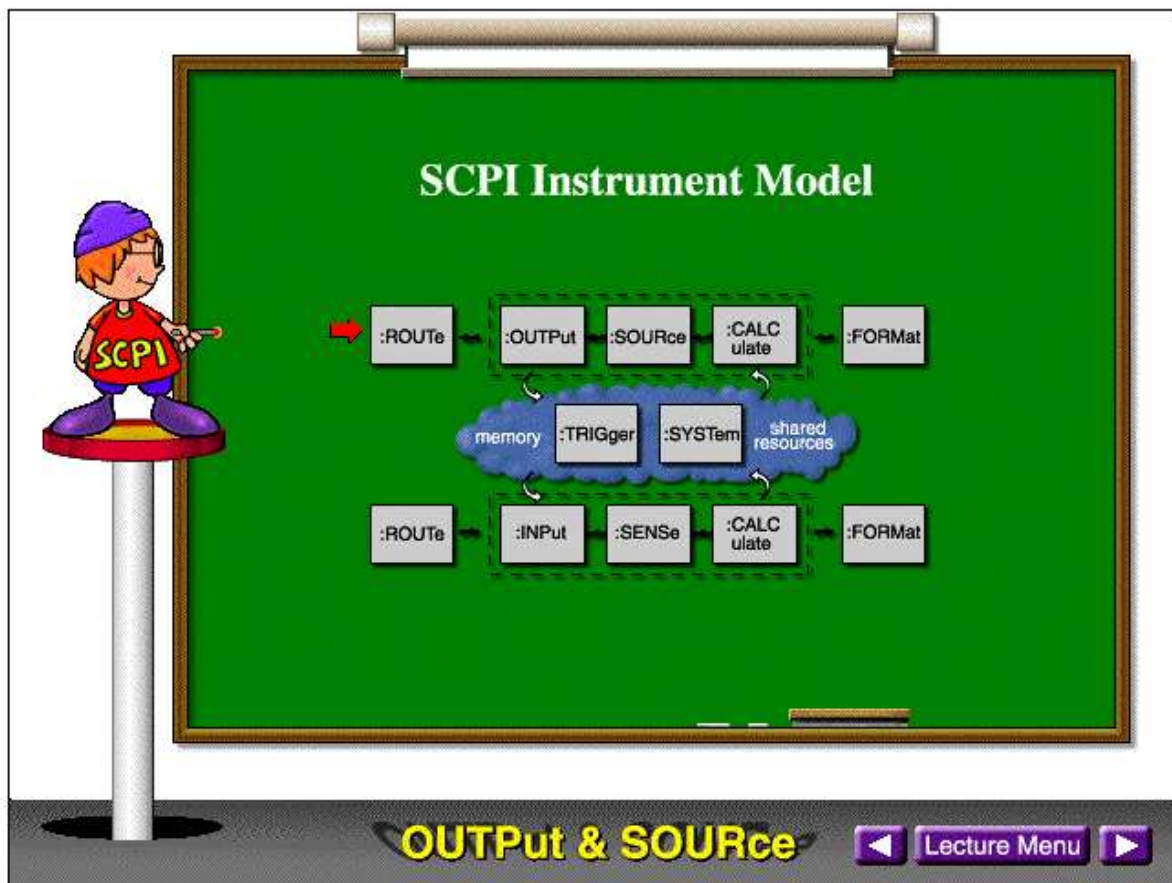 SCPI Instrument Model
SCPI
:ROUTe :OUTPut :SOURce :CALC
ulate :FORMat
memory :TRIGger :SYSTem shared
resources
:ROUTe :INPut :SENSe :CALC
ulate :FORMat
OUTPut & SOURce
Lecture Menu